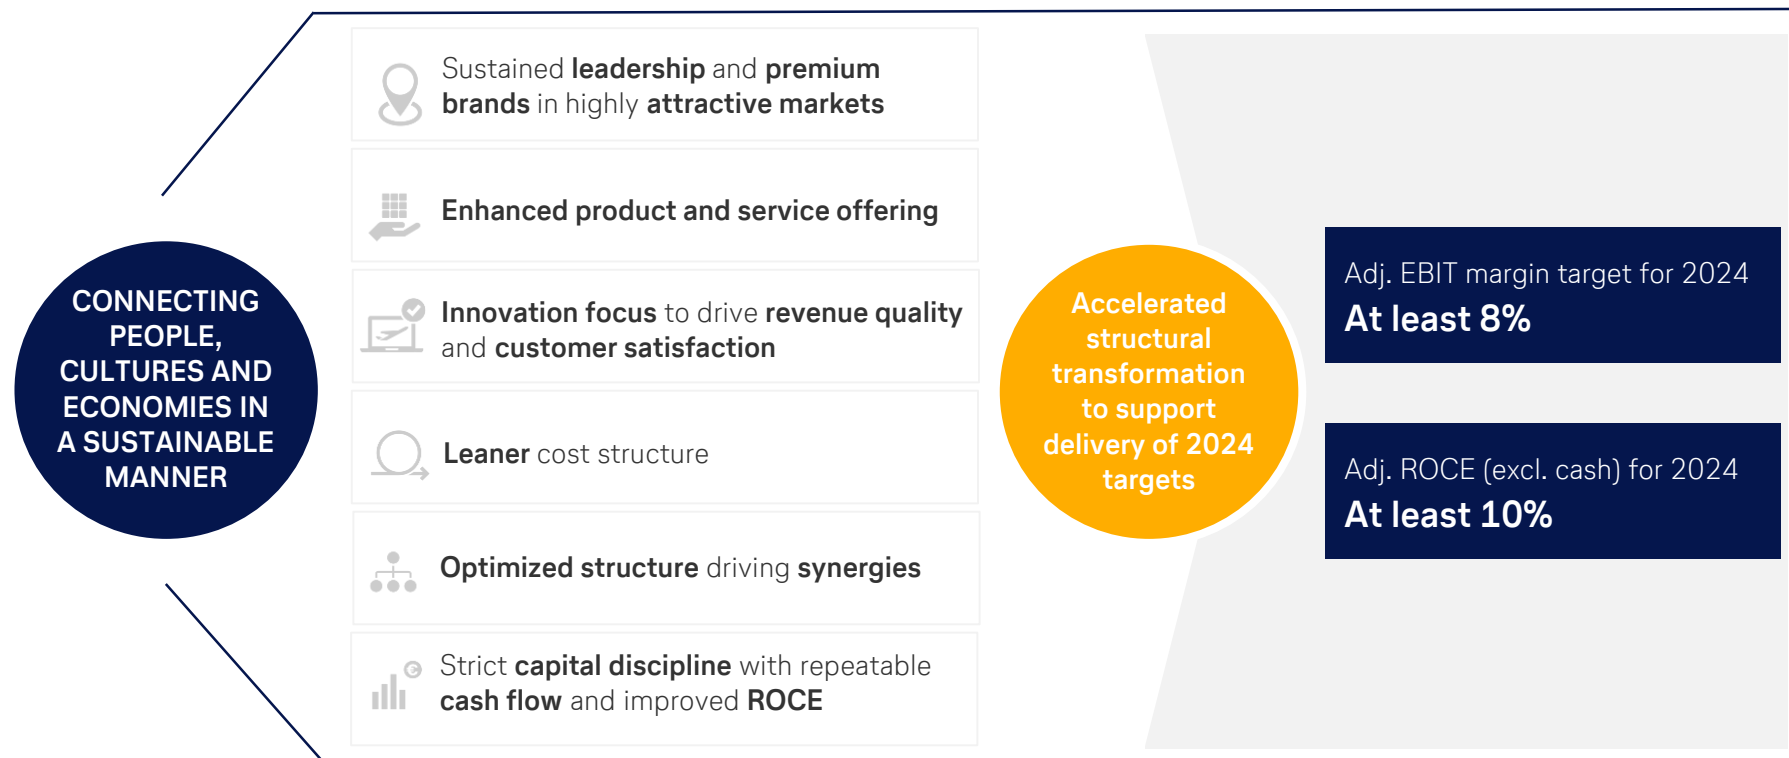 CONNECTING
PEOPLE,
CULTURES AND
ECONOMIES IN
A SUSTAINABLE
MANNER
Sustained leadership and premium
brands in highly attractive markets
Enhanced product and service offering
Innovation focus to drive revenue quality
and customer satisfaction
Leaner cost structure
Optimized structure driving synergies
Strict capital discipline with repeatable
cash flow and improved ROCE
Accelerated
structural
transformation
to support
delivery of 2024
targets
Adj. EBIT margin target for 2024
At least 8%
Adj. ROCE (excl. cash) for 2024
At least 10%